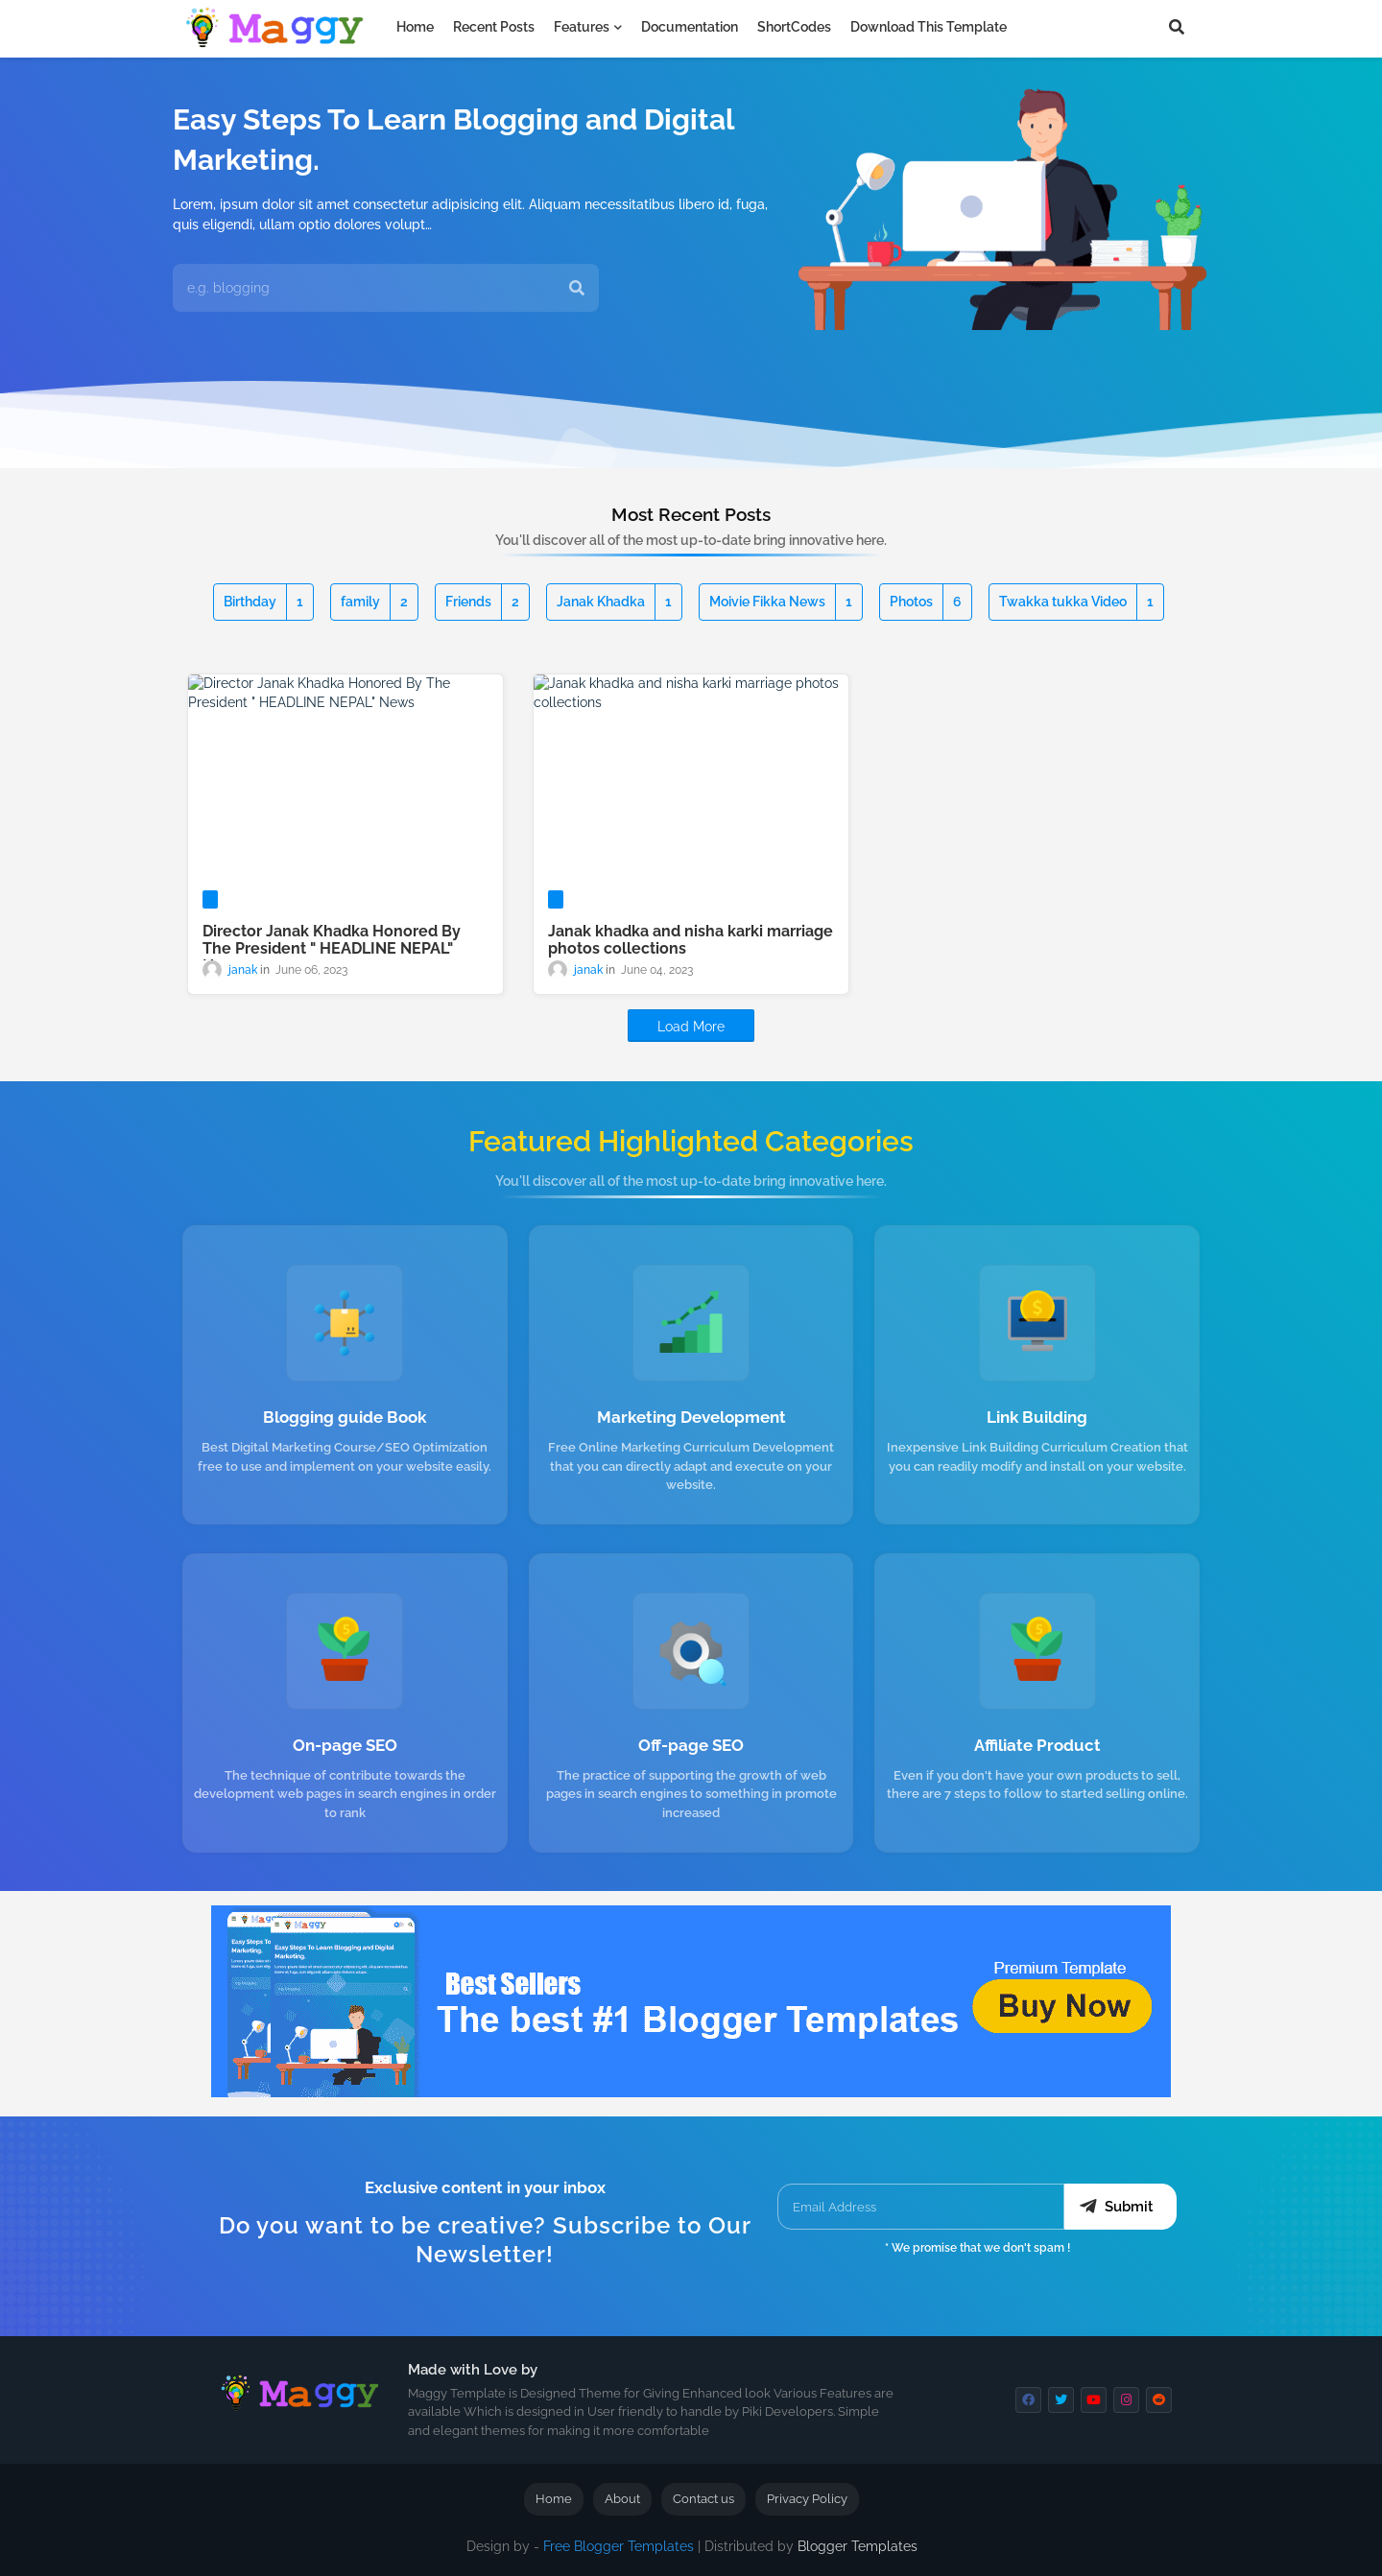 Maggy
Home Recent Posts Features Documentation ShortCodes Download This Template
Easy Steps To Learn Blogging and Digital
Marketing.
Lorem, ipsum dolor sit amet consectetur adipisicing elit. Aliquam necessitatibus libero id, fuga,
quis eligendi, ullam optio dolores volupt…
e.g. blogging
Most Recent Posts
You'll discover all of the most up-to-date bring innovative here.
Birthday 1 family 2 Friends 2 Janak Khadka 1 Moivie Fikka News 1 Photos 6 Twakka tukka Video 1
Director Janak Khadka Honored By The
President " HEADLINE NEPAL" News
Janak khadka and nisha karki marriage photos
collections
Director Janak Khadka Honored By
The President " HEADLINE NEPAL"
janak in June 06, 2023
Janak khadka and nisha karki marriage
photos collections
janak in June 04, 2023
Load More
Featured Highlighted Categories
You'll discover all of the most up-to-date bring innovative here.
Blogging guide Book
Best Digital Marketing Course/SEO Optimization
free to use and implement on your website easily.
Marketing Development
Free Online Marketing Curriculum Development
that you can directly adapt and execute on your
website.
Link Building
Inexpensive Link Building Curriculum Creation that
you can readily modify and install on your website.
On-page SEO
The technique of contribute towards the
development web pages in search engines in order
to rank
Off-page SEO
The practice of supporting the growth of web
pages in search engines to something in promote
increased
Affiliate Product
Even if you don't have your own products to sell,
there are 7 steps to follow to started selling online.
Maggy
Easy Steps To Learn Blogging and Digital
Marketing.
Best Sellers
The best #1 Blogger Templates
Premium Template
Buy Now
Exclusive content in your inbox
Do you want to be creative? Subscribe to Our
Newsletter!
Email Address
Submit
* We promise that we don't spam !
Maggy
Made with Love by
Maggy Template is Designed Theme for Giving Enhanced look Various Features are
available Which is designed in User friendly to handle by Piki Developers. Simple
and elegant themes for making it more comfortable
Home About Contact us Privacy Policy
Design by - Free Blogger Templates | Distributed by Blogger Templates